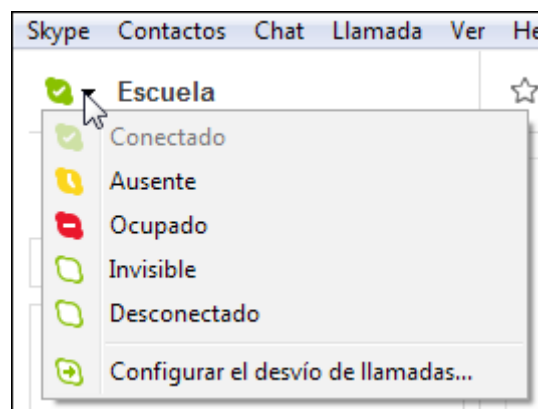 Skype Contactos Chat Llamada Ver
Escuela
Conectado
Ausente
Ocupado
Invisible
Desconectado
Configurar el desvío de llamadas...